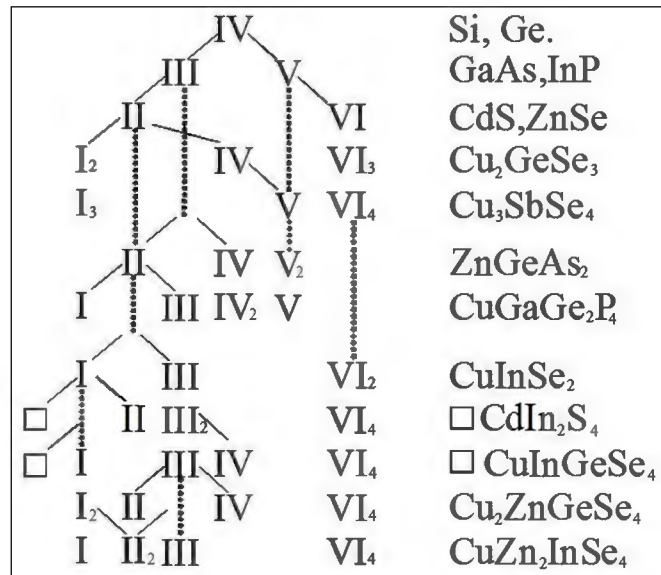 IV Si, Ge.
III V GaAs,InP
II VI CdS,ZnSe
I₂ IV VI₃ Cu₂GeSe₃
I₃ V VI₄ Cu₃SbSe₄
II IV V₂ ZnGeAs₂
I III IV₂ V CuGaGe₂P₄
I III VI₂ CuInSe₂
□ II III₂ VI₄ □CdIn₂S₄
□ I III IV VI₄ □ CuInGeSe₄
I₂ II IV VI₄ Cu₂ZnGeSe₄
I II₂ III VI₄ CuZn₂InSe₄